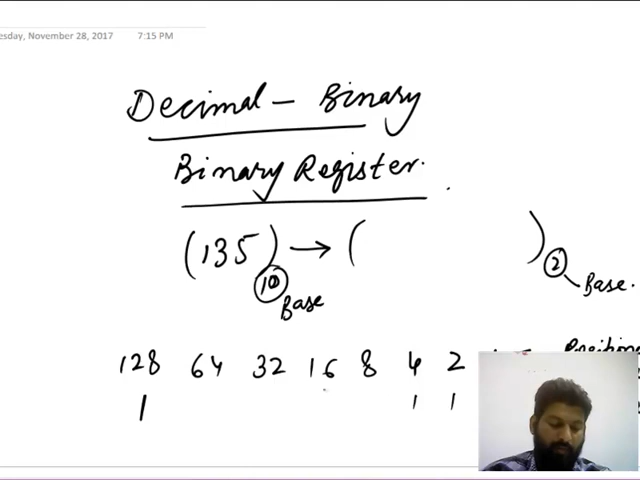 esday, November 28, 2017 7:15 PM
Decimal - Binary
Binary Register.
(135)10 → ( )2
Base
Base.
128 64 32 16 8 4 2
1 1 1